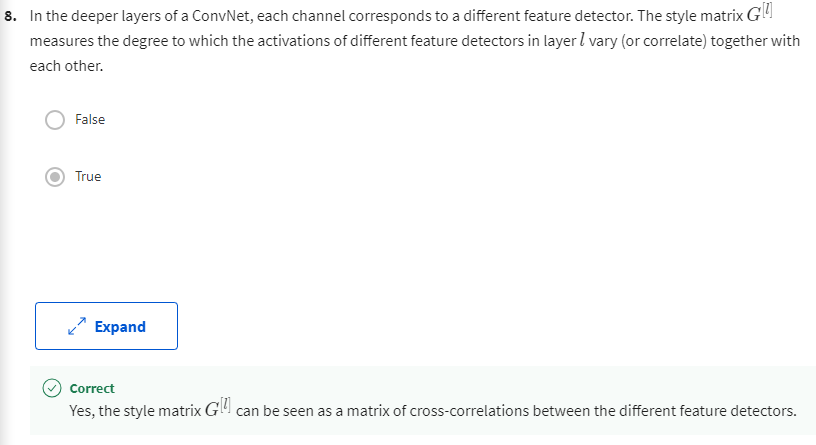 8. In the deeper layers of a ConvNet, each channel corresponds to a different feature detector. The style matrix G[l]
measures the degree to which the activations of different feature detectors in layer l vary (or correlate) together with
each other.
False
True
Expand
Correct
Yes, the style matrix G[l] can be seen as a matrix of cross-correlations between the different feature detectors.